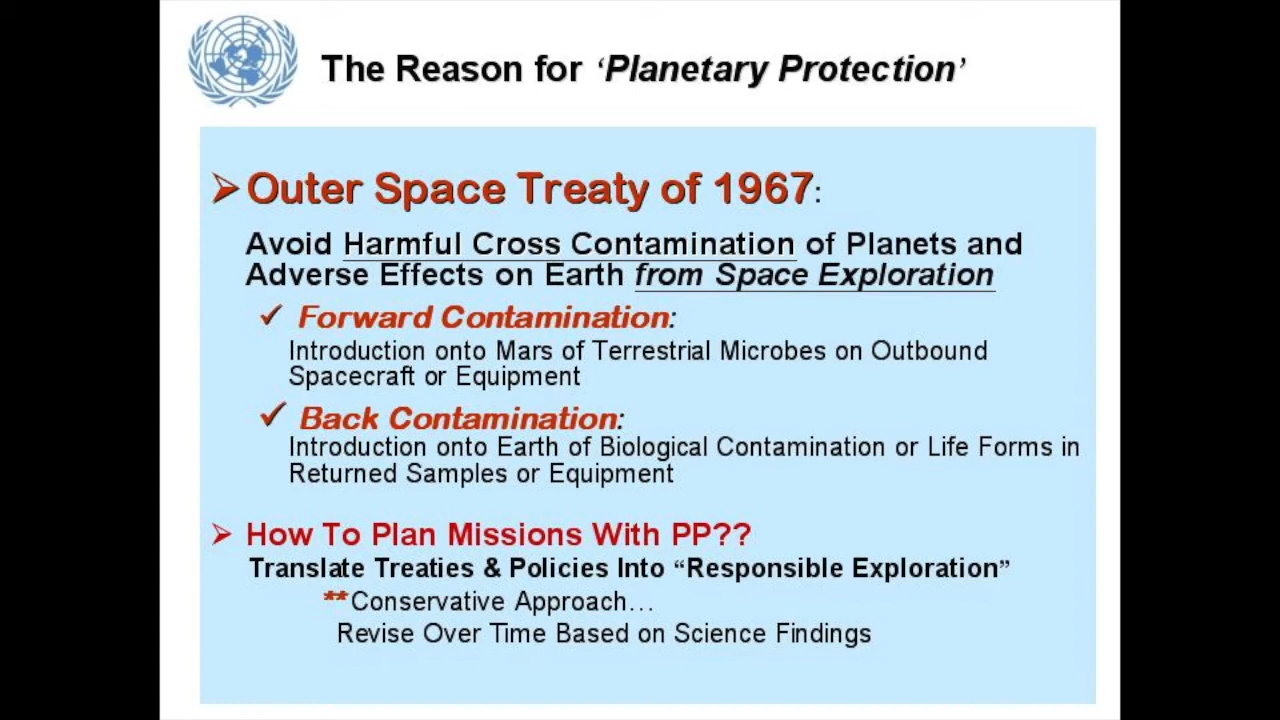 The Reason for ‘Planetary Protection’
➢Outer Space Treaty of 1967:
Avoid Harmful Cross Contamination of Planets and
Adverse Effects on Earth from Space Exploration
✓ Forward Contamination:
Introduction onto Mars of Terrestrial Microbes on Outbound
Spacecraft or Equipment
✓ Back Contamination:
Introduction onto Earth of Biological Contamination or Life Forms in
Returned Samples or Equipment
➢ How To Plan Missions With PP??
Translate Treaties & Policies Into “Responsible Exploration”
**Conservative Approach…
Revise Over Time Based on Science Findings